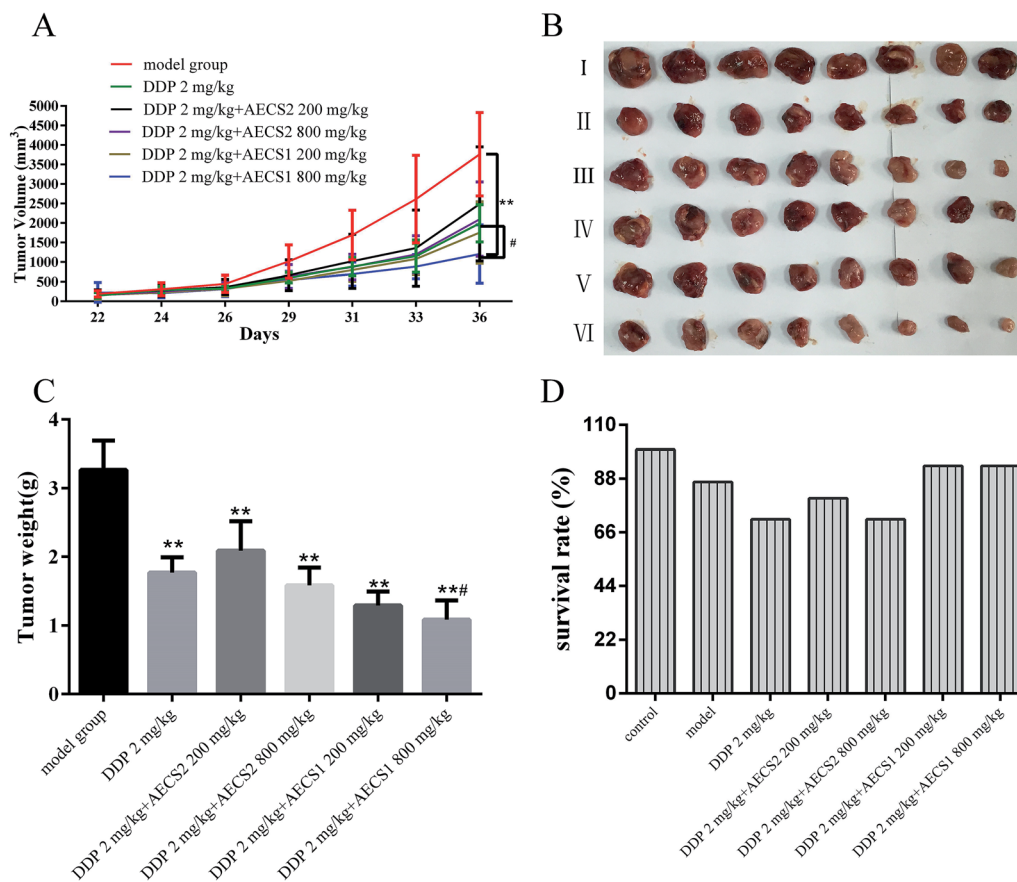 A
model group
DDP 2 mg/kg
DDP 2 mg/kg+AECS2 200 mg/kg
DDP 2 mg/kg+AECS2 800 mg/kg
DDP 2 mg/kg+AECS1 200 mg/kg
DDP 2 mg/kg+AECS1 800 mg/kg
Tumor Volume (mm³)
5000
4500
4000
3500
3000
2500
2000
1500
1000
500
0
**
#
22 24 26 29 31 33 36
Days
B
I
II
III
IV
V
VI
C
Tumor weight(g)
4
3
2
1
0
**
**
**
**
**#
model group
DDP 2 mg/kg
DDP 2 mg/kg+AECS2 200 mg/kg
DDP 2 mg/kg+AECS2 800 mg/kg
DDP 2 mg/kg+AECS1 200 mg/kg
DDP 2 mg/kg+AECS1 800 mg/kg
D
survival rate (%)
110
88
66
44
22
0
control
model
DDP 2 mg/kg
DDP 2 mg/kg+AECS2 200 mg/kg
DDP 2 mg/kg+AECS2 800 mg/kg
DDP 2 mg/kg+AECS1 200 mg/kg
DDP 2 mg/kg+AECS1 800 mg/kg